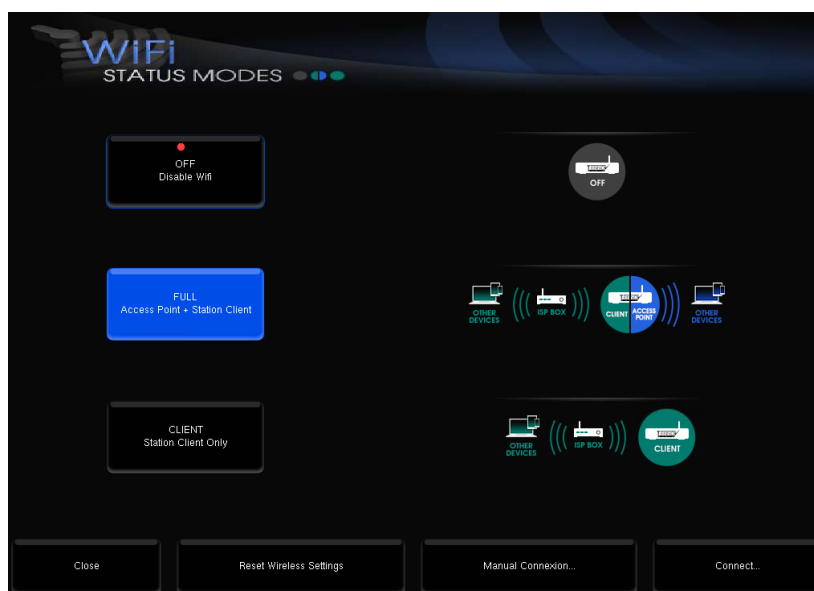 WiFi
STATUS MODES
OFF
Disable Wifi
OFF
FULL
Access Point + Station Client
OTHER
DEVICES
ISP BOX
CLIENT
ACCESS
POINT
OTHER
DEVICES
CLIENT
Station Client Only
OTHER
DEVICES
ISP BOX
CLIENT
Close
Reset Wireless Settings
Manual Connexion...
Connect...